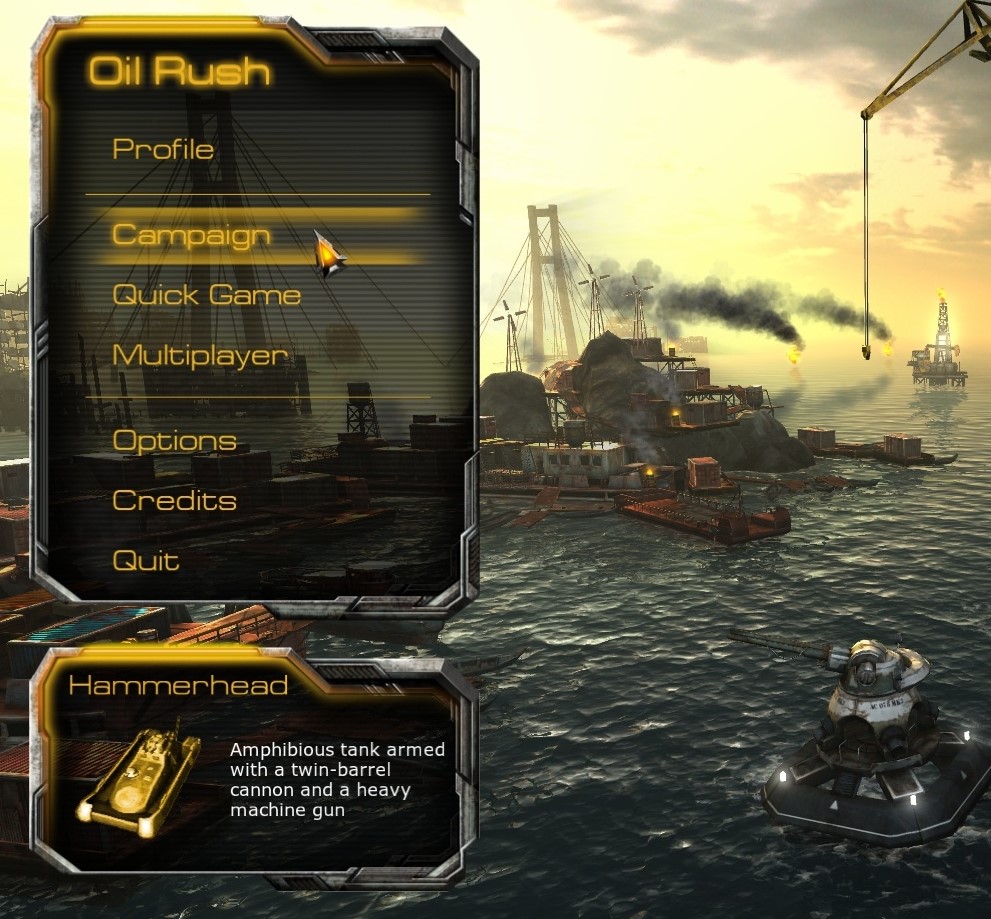 Oil Rush
Profile
Campaign
Quick Game
Multiplayer
Options
Credits
Quit
Hammerhead
Amphibious tank armed
with a twin-barrel
cannon and a heavy
machine gun